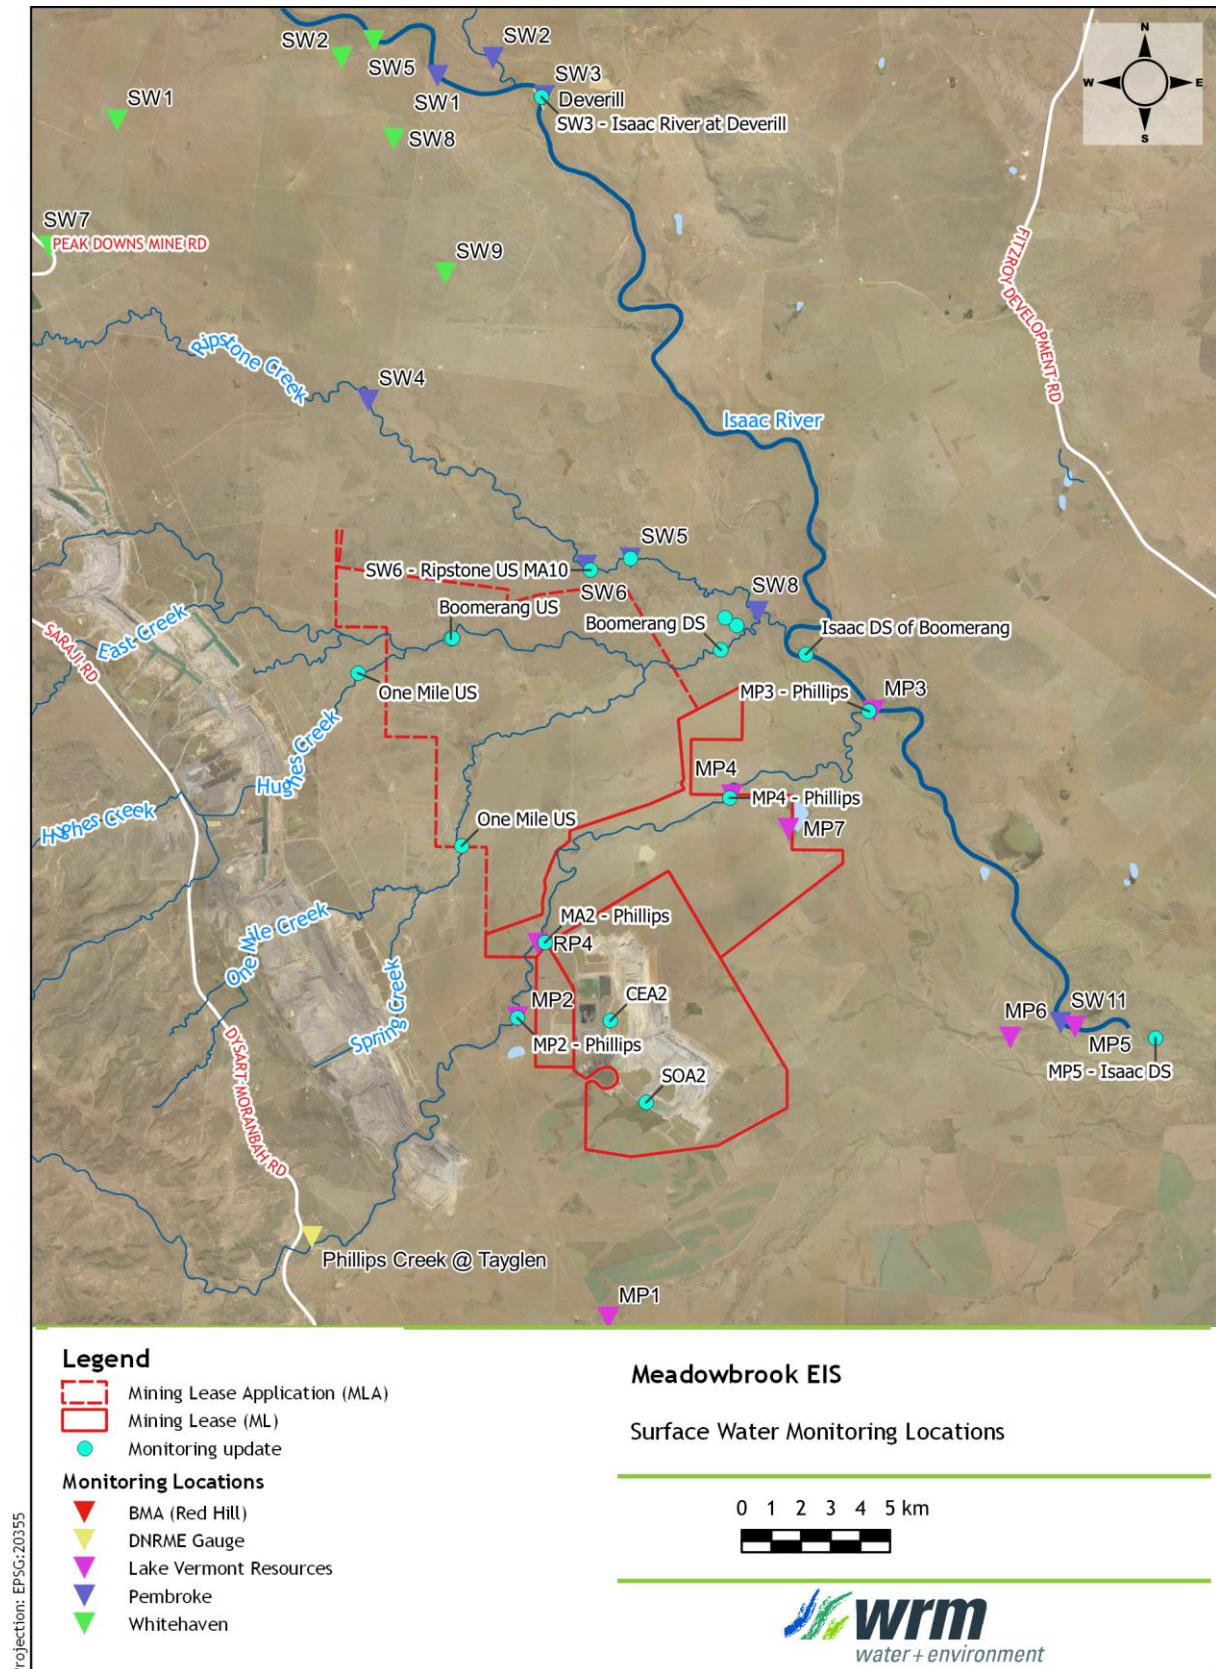 N
W
E
S
SW2
SW2
SW5
SW3
SW1
Deverill
SW3 - Isaac River at Deverill
SW1
SW8
SW7
PEAK DOWNS MINE RD
SW9
FITZROY DEVELOPMENT RD
Ripstone Creek
SW4
Isaac River
SW5
SW6 - Ripstone US MA10
SW6
SW8
Boomerang US
Boomerang DS
Isaac DS of Boomerang
East Creek
SARAJI RD
One Mile US
MP3 - Phillips
MP3
Hughes Creek
Hughes Creek
MP4
MP4 - Phillips
MP7
One Mile US
One Mile Creek
MA2 - Phillips
RP4
Spring Creek
MP2
CEA2
MP2 - Phillips
MP6
SW11
MP5
MP5 - Isaac DS
SOA2
DYSART MORANBAH RD
Phillips Creek @ Tayglen
MP1
Legend
Mining Lease Application (MLA)
Mining Lease (ML)
Monitoring update
Monitoring Locations
BMA (Red Hill)
DNRME Gauge
Lake Vermont Resources
Pembroke
Whitehaven
Meadowbrook EIS
Surface Water Monitoring Locations
0 1 2 3 4 5 km
wrm
water + environment
rojection: EPSG:20355